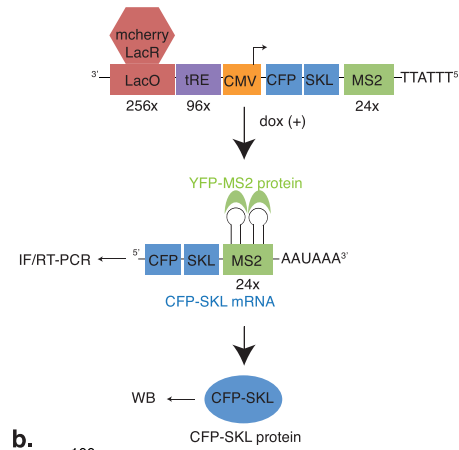 mcherry
LacR
3’ LacO tRE CMV CFP SKL MS2 -TTATTT5’
256x 96x 24x
dox (+)
YFP-MS2 protein
IF/RT-PCR 5’ CFP SKL MS2 -AAUAAA3’
24x
CFP-SKL mRNA
WB CFP-SKL
CFP-SKL protein
b.